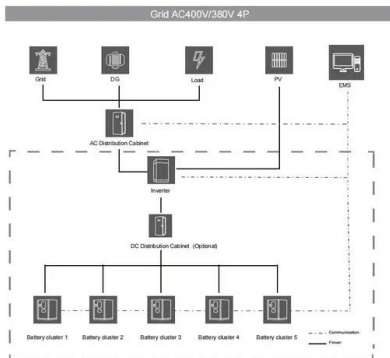 Grid AC400V/380V 4P
Grid
DG
Load
PV
EMS
AC Distribution Cabinet
Inverter
DC Distribution Cabinet (Optional)
Battery cluster 1
Battery cluster 2
Battery cluster 3
Battery cluster 4
Battery cluster 5
Communication
Power